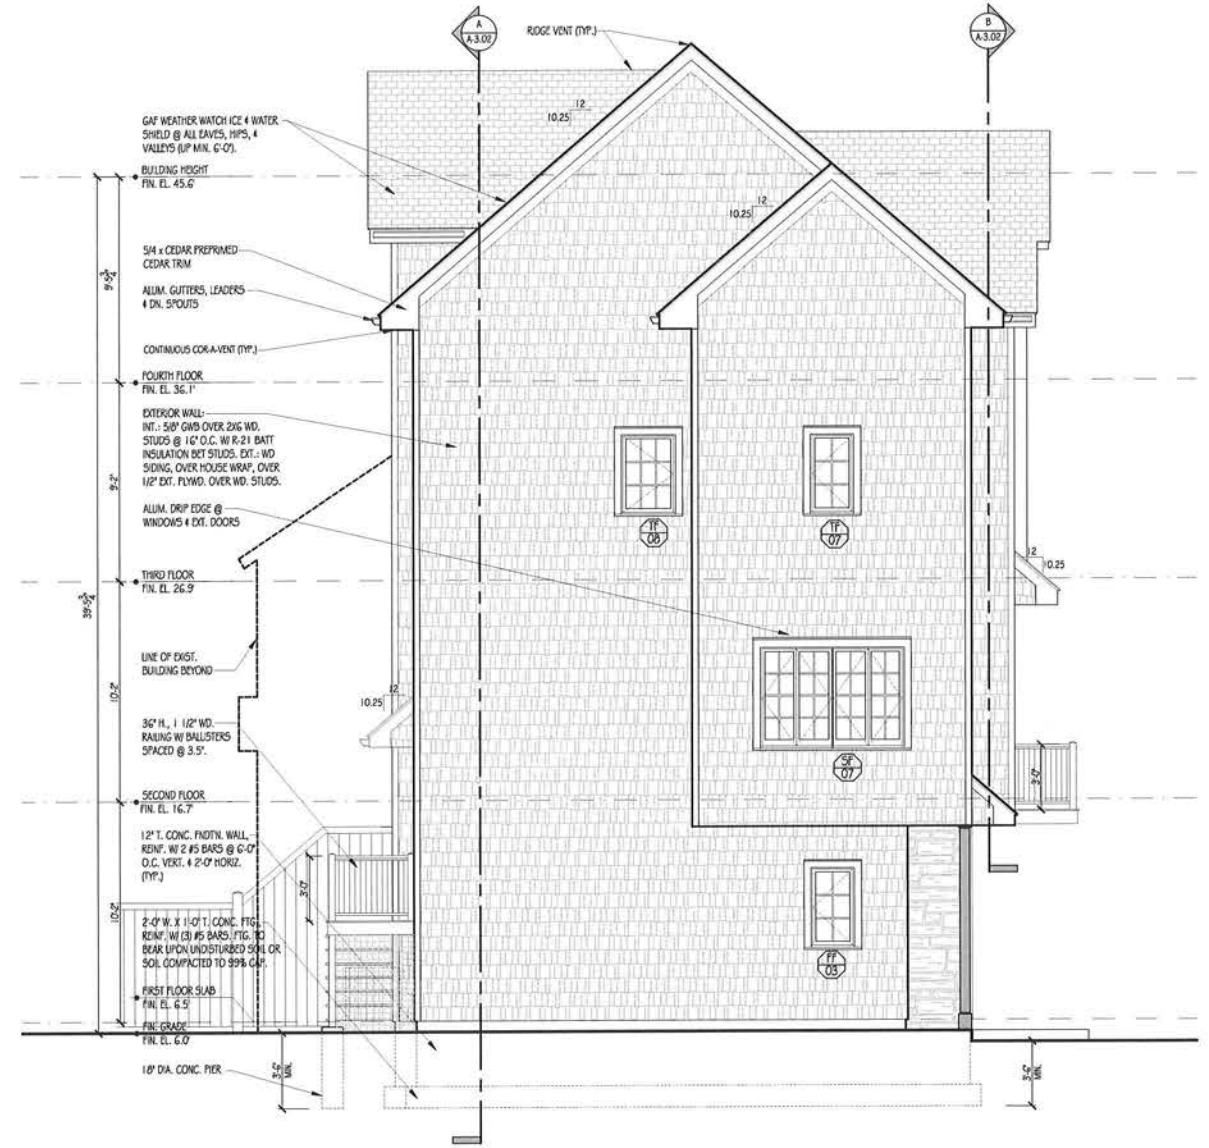 A
A-3.02
B
A-3.02
RIDGE VENT (TYP.)
12
10.25
GAF WEATHER WATCH ICE & WATER
SHIELD @ ALL EAVES, HIPS, &
VALLEYS (UP MIN. 6'-0").
BUILDING HEIGHT
FIN. EL. 45.6'
12
10.25
5/4 x CEDAR PREPRIMED
CEDAR TRIM
9'-5 3/4"
ALUM. GUTTERS, LEADERS
& DN. SPOUTS
CONTINUOUS COR-A-VENT (TYP.)
FOURTH FLOOR
FIN. EL. 36.1'
EXTERIOR WALL:
INT.: 5/8" GWB OVER 2X6 WD.
STUDS @ 16" O.C. W/ R-21 BATT
INSULATION BET STUDS. EXT.: WD
SIDING, OVER HOUSE WRAP, OVER
1/2" EXT. PLYWD. OVER WD. STUDS.
9'-2"
ALUM. DRIP EDGE @
WINDOWS & EXT. DOORS
TF
08
TF
07
12
10.25
THIRD FLOOR
FIN. EL. 26.9'
39'-5 3/4"
LINE OF EXIST.
BUILDING BEYOND
10'-2"
12
10.25
36" H., 1 1/2" WD.
RAILING W/ BALUSTERS
SPACED @ 3.5".
SF
07
3'-0"
SECOND FLOOR
FIN. EL. 16.7'
12" T. CONC. FNDTN. WALL,
REINF. W/ 2 #5 BARS @ 6'-0"
O.C. VERT. & 2'-0" HORIZ.
(TYP.)
3'-0"
10'-2"
2'-0" W. X 1'-0" T. CONC. FTG.
REINF. W/ (3) #5 BARS. FTG. TO
BEAR UPON UNDISTURBED SOIL OR
SOIL COMPACTED TO 95% CAP.
FF
03
FIRST FLOOR SLAB
FIN. EL. 6.5'
FIN. GRADE
FIN. EL. 6.0'
18" DIA. CONC. PIER
3'-6"
MIN.
3'-6"
MIN.